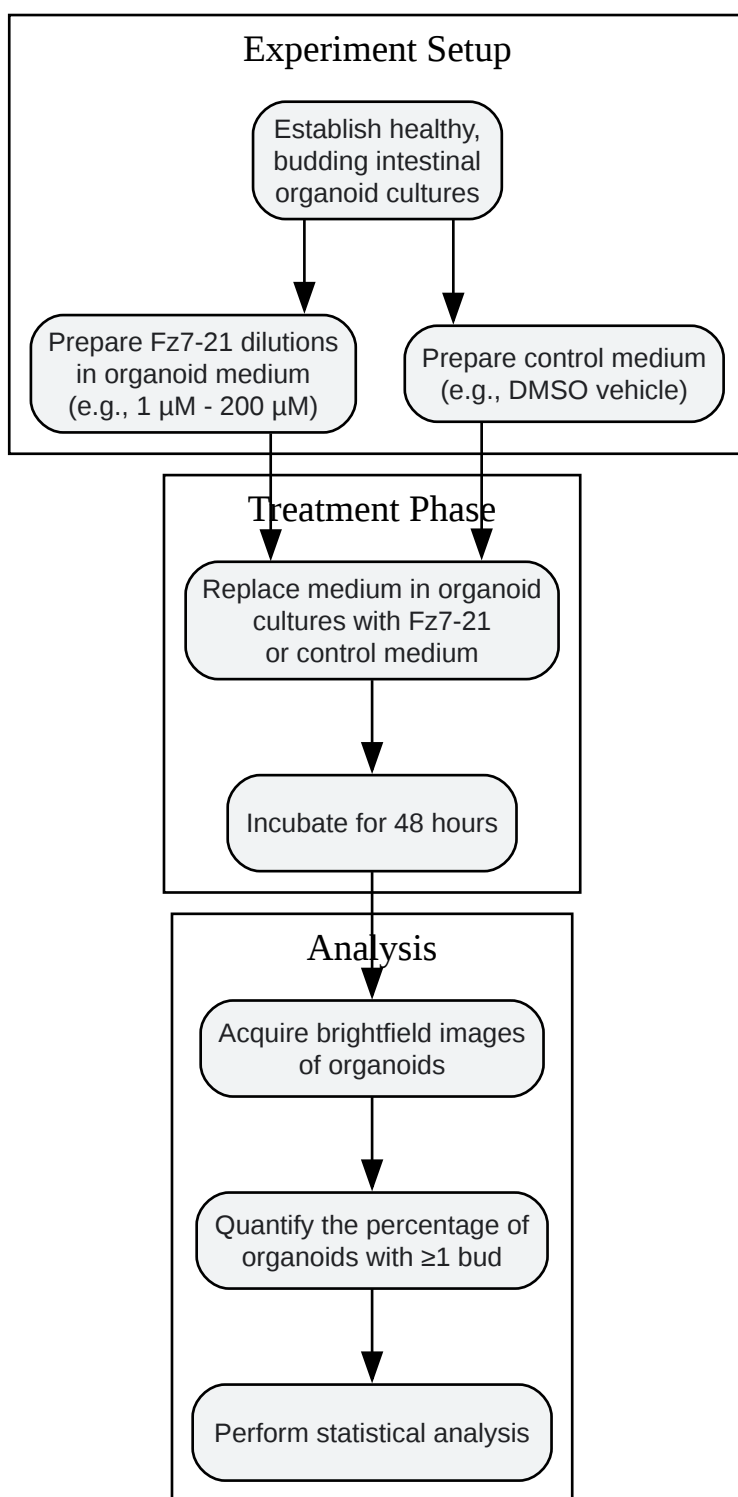 Experiment Setup
Establish healthy,
budding intestinal
organoid cultures
Prepare Fz7-21 dilutions
in organoid medium
(e.g., 1 µM - 200 µM)
Prepare control medium
(e.g., DMSO vehicle)
Treatment Phase
Replace medium in organoid
cultures with Fz7-21
or control medium
Incubate for 48 hours
Analysis
Acquire brightfield images
of organoids
Quantify the percentage of
organoids with ≥1 bud
Perform statistical analysis